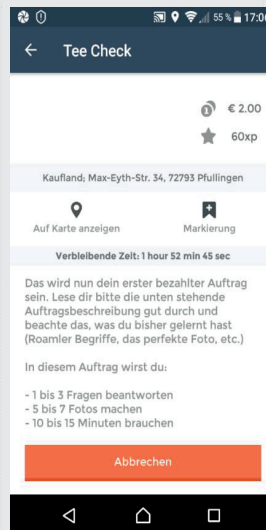 55 % 17:06
Tee Check
1 € 2.00
60xp
Kaufland; Max-Eyth-Str. 34, 72793 Pfullingen
Auf Karte anzeigen Markierung
Verbleibende Zeit: 1 hour 52 min 45 sec
Das wird nun dein erster bezahlter Auftrag
sein. Lese dir bitte die unten stehende
Auftragsbeschreibung gut durch und
beachte das, was du bisher gelernt hast
(Roamler Begriffe, das perfekte Foto, etc.)
In diesem Auftrag wirst du:
- 1 bis 3 Fragen beantworten
- 5 bis 7 Fotos machen
- 10 bis 15 Minuten brauchen
Abbrechen